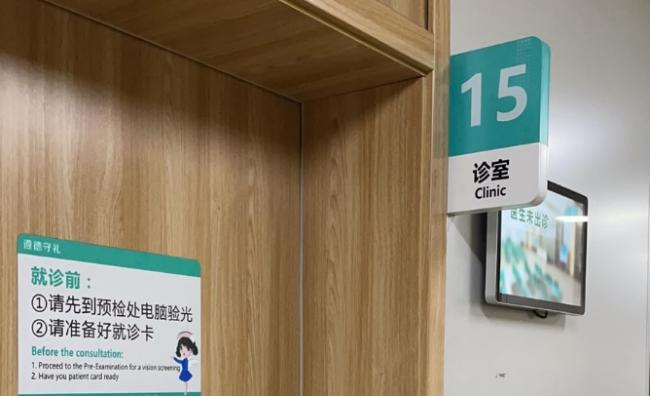 15
诊室
Clinic
医生未出诊
遵德守礼
就诊前：
①请先到预检处电脑验光
②请准备好就诊卡
Before the consultation:
1. Proceed to the Pre-Examination for a vision screening
2. Have you patient card ready